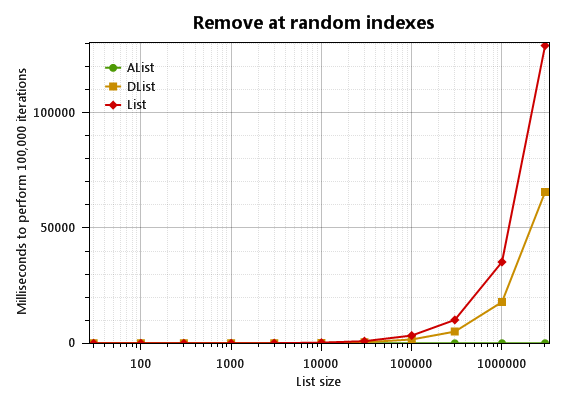 Remove at random indexes
AList
DList
List
Milliseconds to perform 100,000 iterations
100000
50000
0
100 1000 10000 100000 1000000
List size